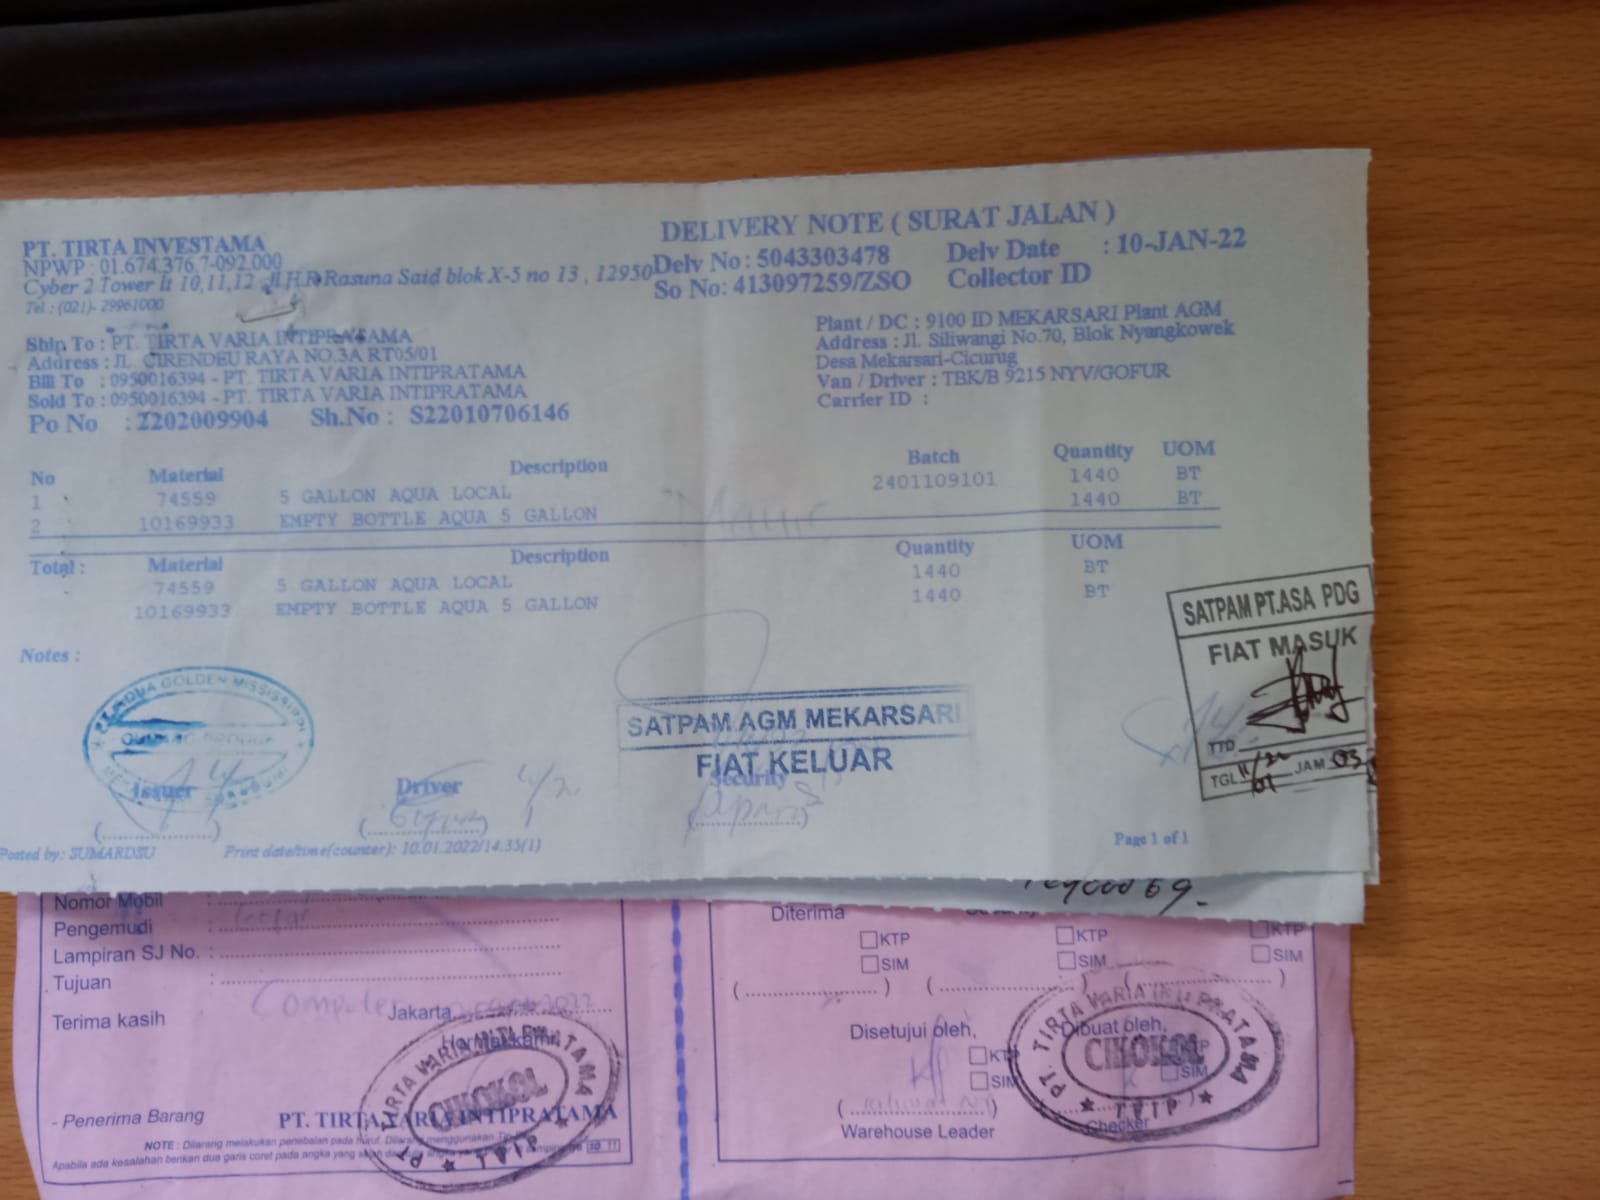 DELIVERY NOTE ( SURAT JALAN )
PT. TIRTA INVESTAMA
NPWP : 01.674.376.7-092.000
Cyber 2 Tower lt 10,11,12 Jl H.R Rasuna Said blok X-5 no 13 , 12950
Tel : (021)- 29961000
Delv No : 5043303478 Delv Date : 10-JAN-22
So No: 413097259/ZSO Collector ID
Ship To : PT. TIRTA VARIA INTIPRATAMA
Address : JL. CIRENDEU RAYA NO.3A RT05/01
Bill To : 0950016394 - PT. TIRTA VARIA INTIPRATAMA
Sold To : 0950016394 - PT. TIRTA VARIA INTIPRATAMA
Po No : 2202009904 Sh.No : S22010706146
Plant / DC : 9100 ID MEKARSARI Plant AGM
Address : Jl. Siliwangi No.70, Blok Nyangkowek
Desa Mekarsari-Cicurug
Van / Driver : TBK/B 9215 NYV/GOFUR
Carrier ID :
No Material Description Batch Quantity UOM
1 74559 5 GALLON AQUA LOCAL 2401109101 1440 BT
2 10169933 EMPTY BOTTLE AQUA 5 GALLON 1440 BT
Total : Material Description Quantity UOM
74559 5 GALLON AQUA LOCAL 1440 BT
10169933 EMPTY BOTTLE AQUA 5 GALLON 1440 BT
Notes :
SATPAM PT.ASA PDG
FIAT MASUK
TTD
TGL 11/22 01 JAM 03
GOLDEN MISSISSIPPI
SATPAM AGM MEKARSARI
FIAT KELUAR
Issuer Driver Security
(...............) (...............) (...............)
Posted by: SUMARDSU Print date/time(counter): 10.01.2022/14.33(1)
Page 1 of 1
Nomor Mobil :
Pengemudi :
Lampiran SJ No. :
Tujuan :
Terima kasih
Computer
Jakarta,
Hormat kami
- Penerima Barang
PT. TIRTA VARIA INTIPRATAMA
NOTE : Dilarang melakukan penebalan pada huruf, Dilarang menggunakan
Apabila ada kesalahan berikan dua garis coret pada angka yang salah
PT. TIRTA VARIA INTIPRATAMA
CIKOKOL
TVIP
Diterima
KTP KTP KTP
SIM SIM SIM
(...............) (...............) (...............)
Disetujui oleh, Dibuat oleh,
KTP KTP
SIM SIM
Warehouse Leader Checker
PT. TIRTA VARIA INTIPRATAMA
CIKOKOL
TVIP